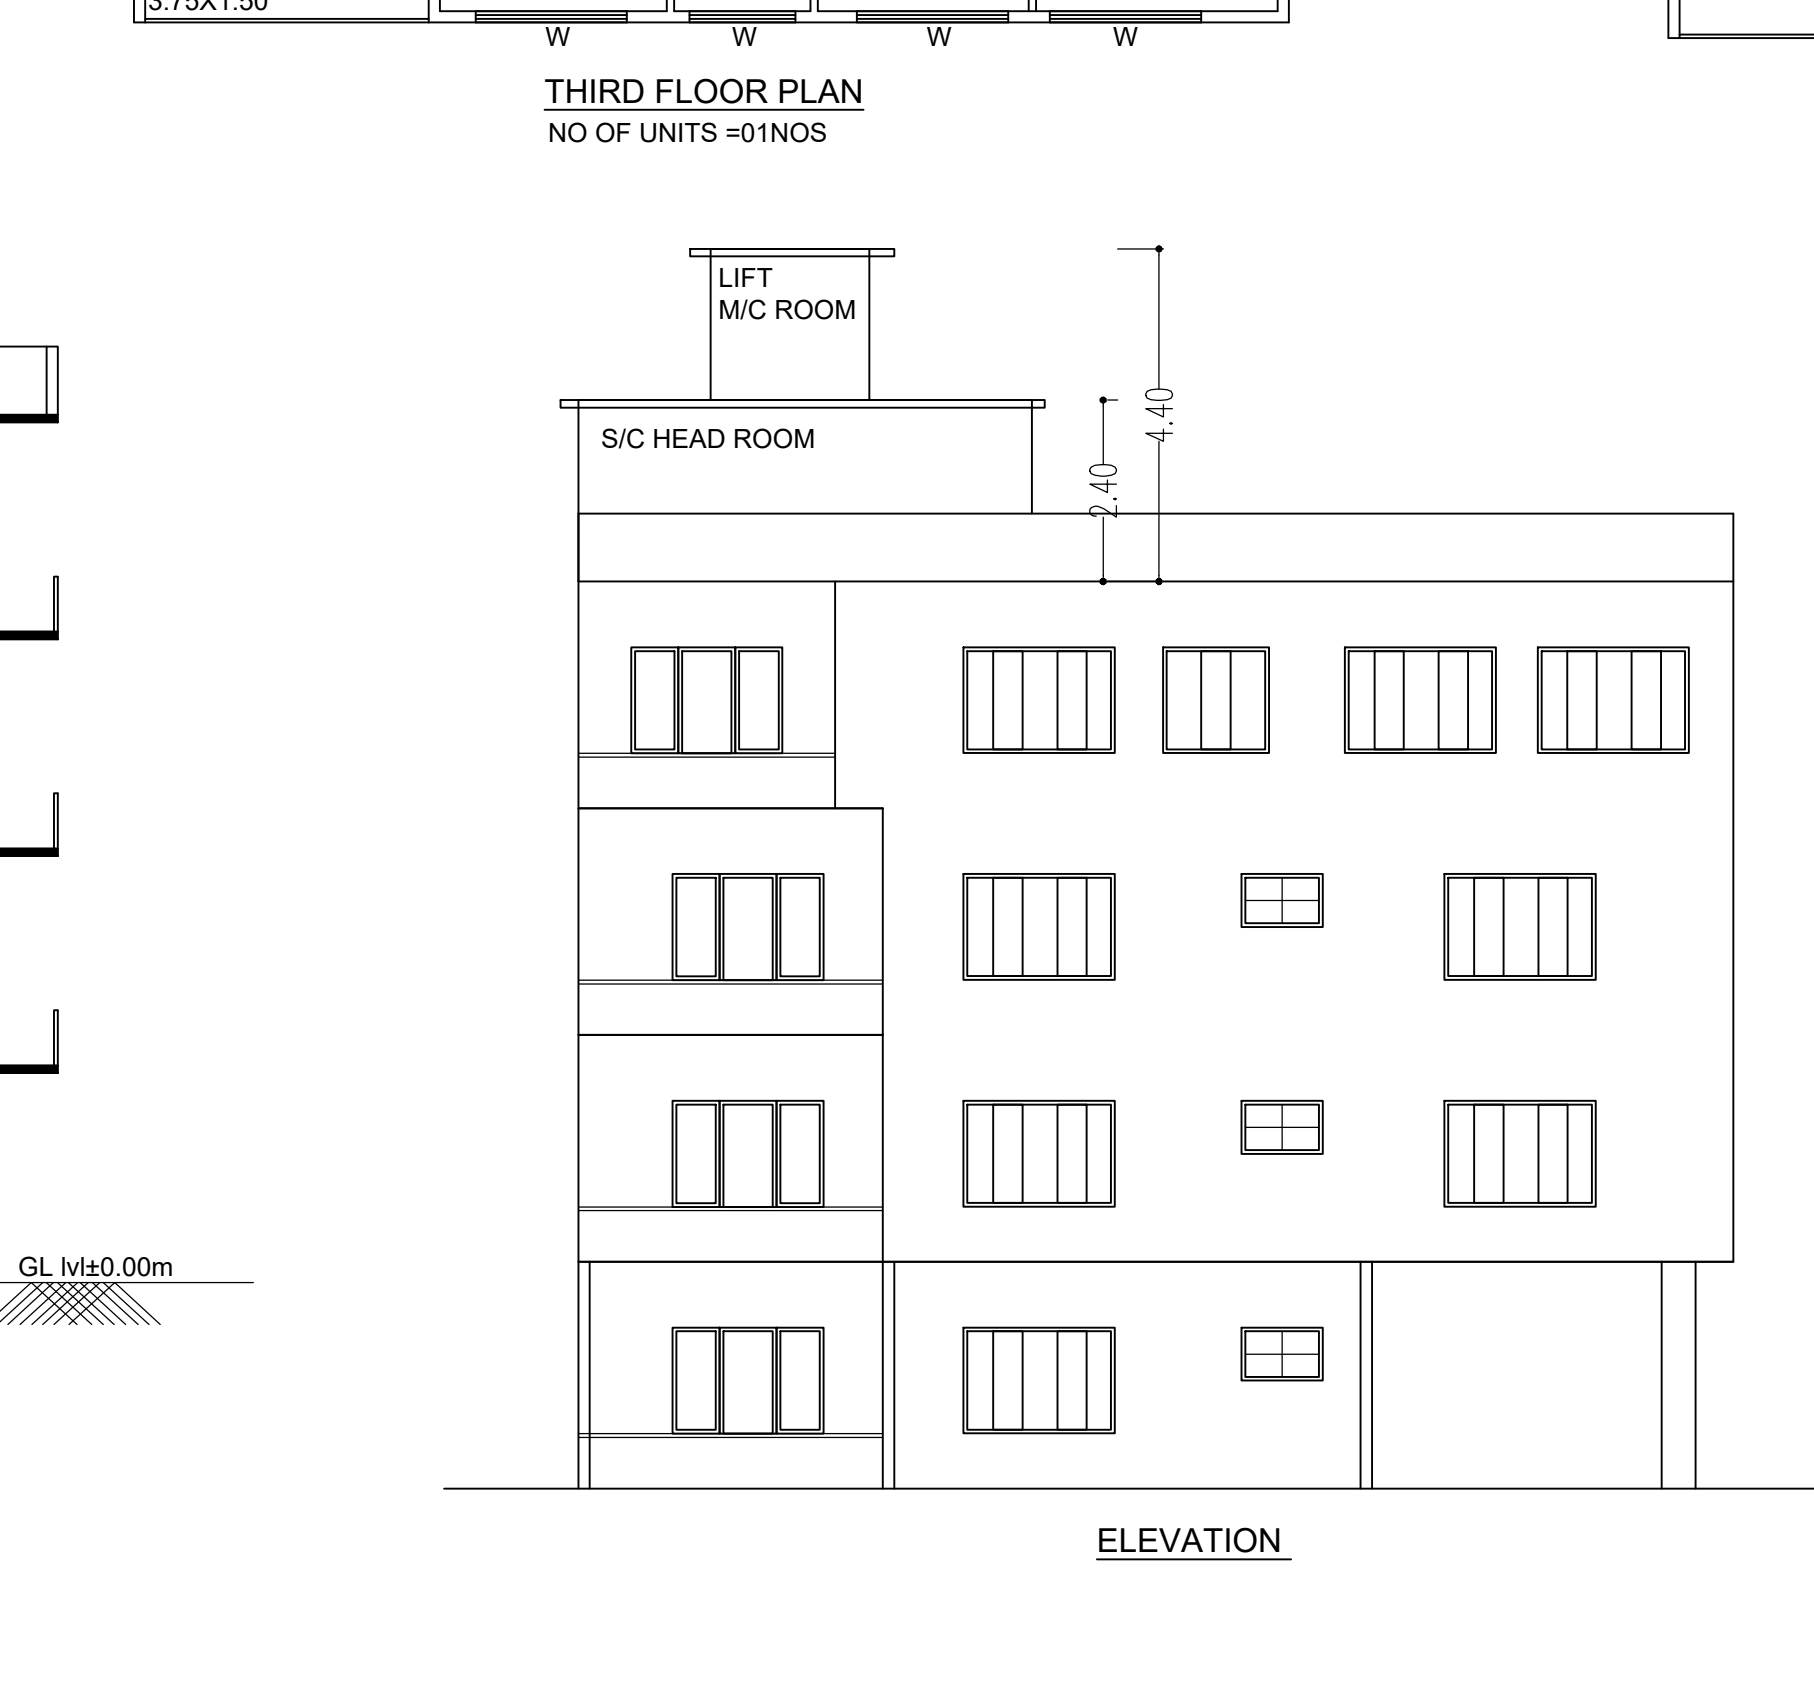 3.75X1.50
W W W W
THIRD FLOOR PLAN
NO OF UNITS =01NOS
LIFT
M/C ROOM
4.40
S/C HEAD ROOM
2.40
GL lvl±0.00m
ELEVATION